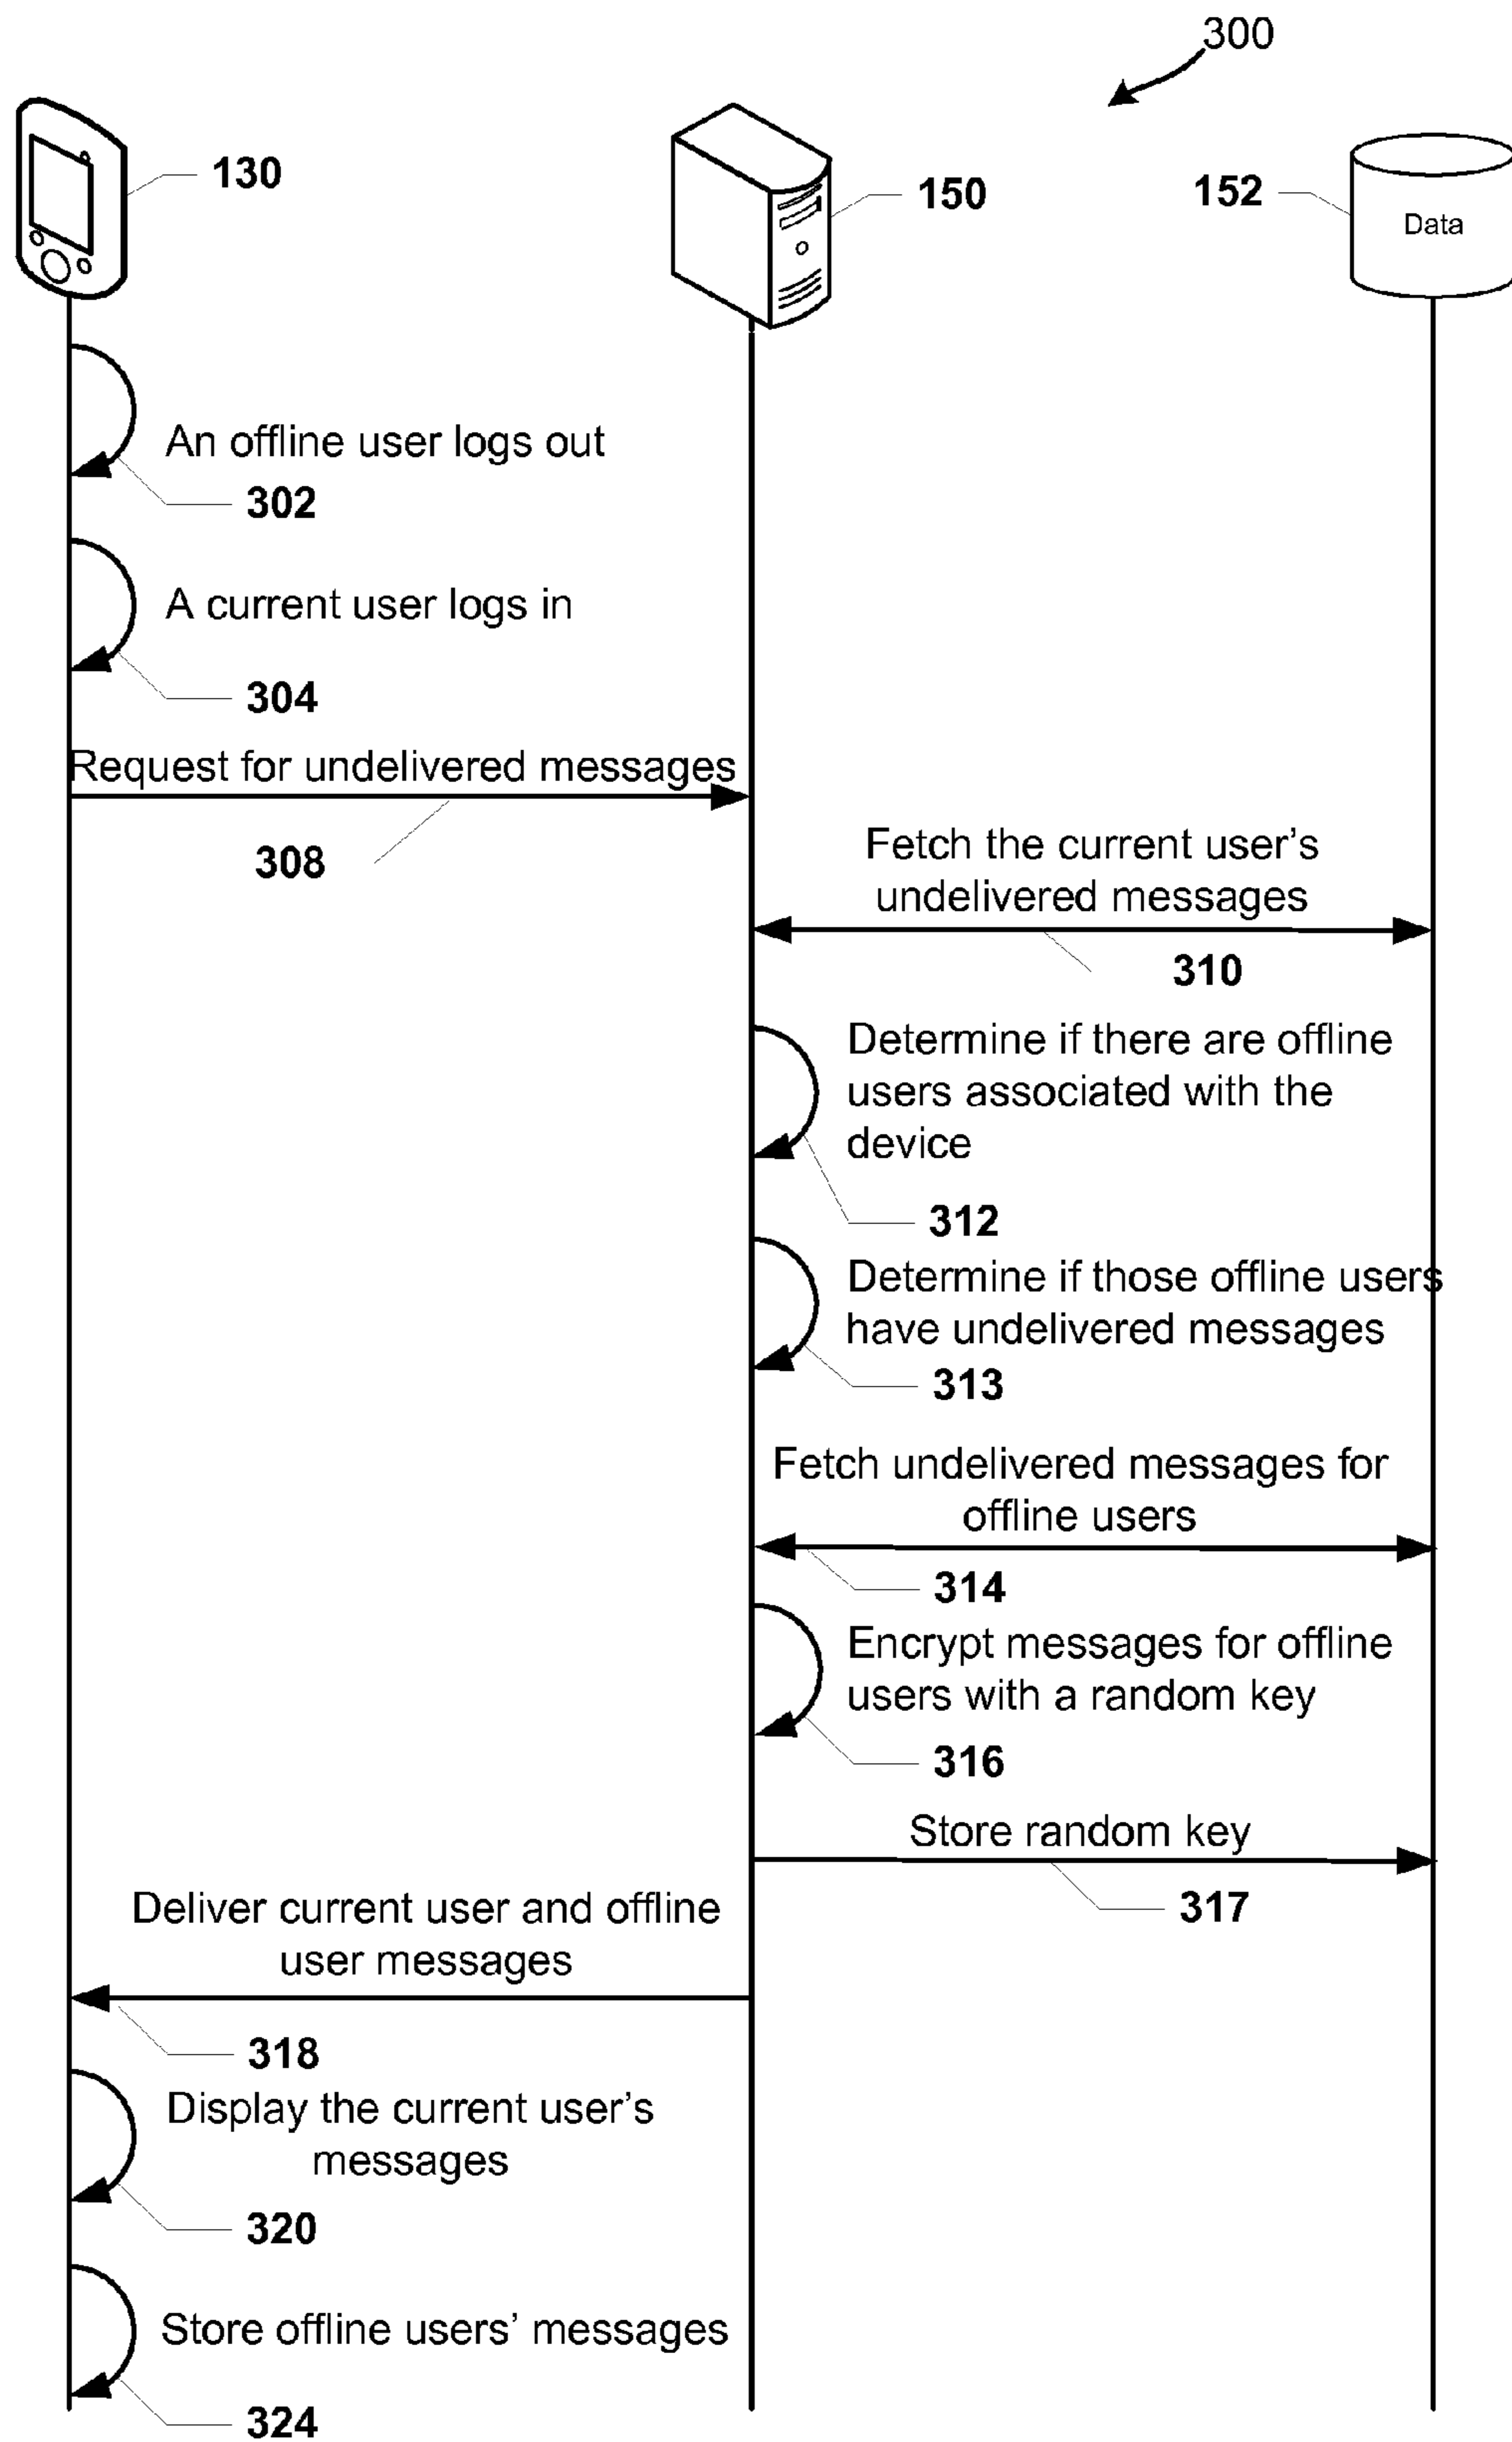 300
130
150
152
Data
An offline user logs out
302
A current user logs in
304
Request for undelivered messages
308
Fetch the current user's
undelivered messages
310
Determine if there are offline
users associated with the
device
312
Determine if those offline users
have undelivered messages
313
Fetch undelivered messages for
offline users
314
Encrypt messages for offline
users with a random key
316
Store random key
317
Deliver current user and offline
user messages
318
Display the current user's
messages
320
Store offline users' messages
324